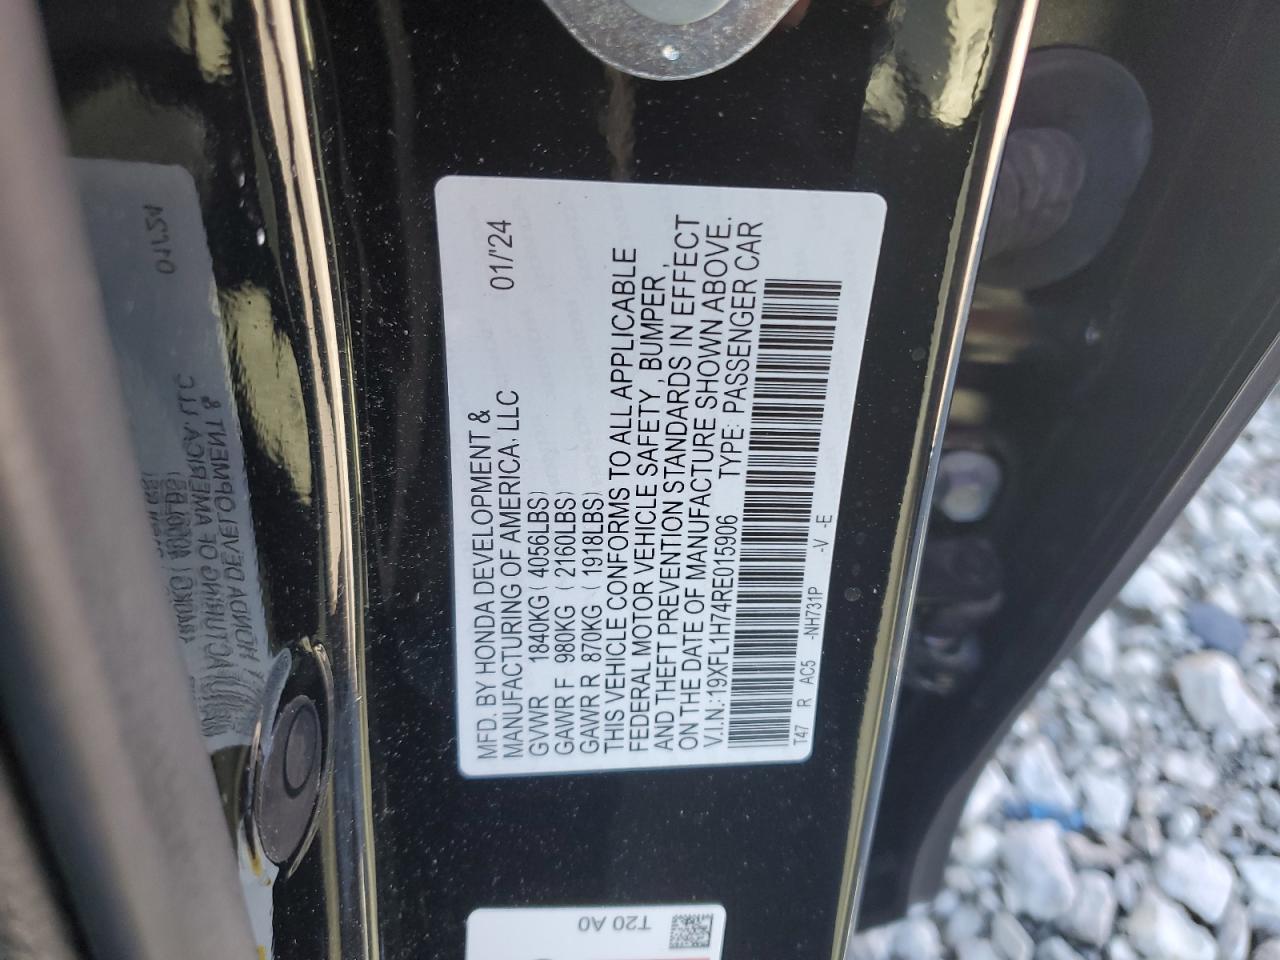 MFD. BY HONDA DEVELOPMENT &
MANUFACTURING OF AMERICA, LLC 01/'24
GVWR 1840KG ( 4056LBS)
GAWR F 980KG ( 2160LBS)
GAWR R 870KG ( 1918LBS)
THIS VEHICLE CONFORMS TO ALL APPLICABLE
FEDERAL MOTOR VEHICLE SAFETY, BUMPER,
AND THEFT PREVENTION STANDARDS IN EFFECT
ON THE DATE OF MANUFACTURE SHOWN ABOVE.
V.I.N.:19XFL1H74RE015906 TYPE: PASSENGER CAR
T47 R AC5 -NH731P -V -E
T20 A0